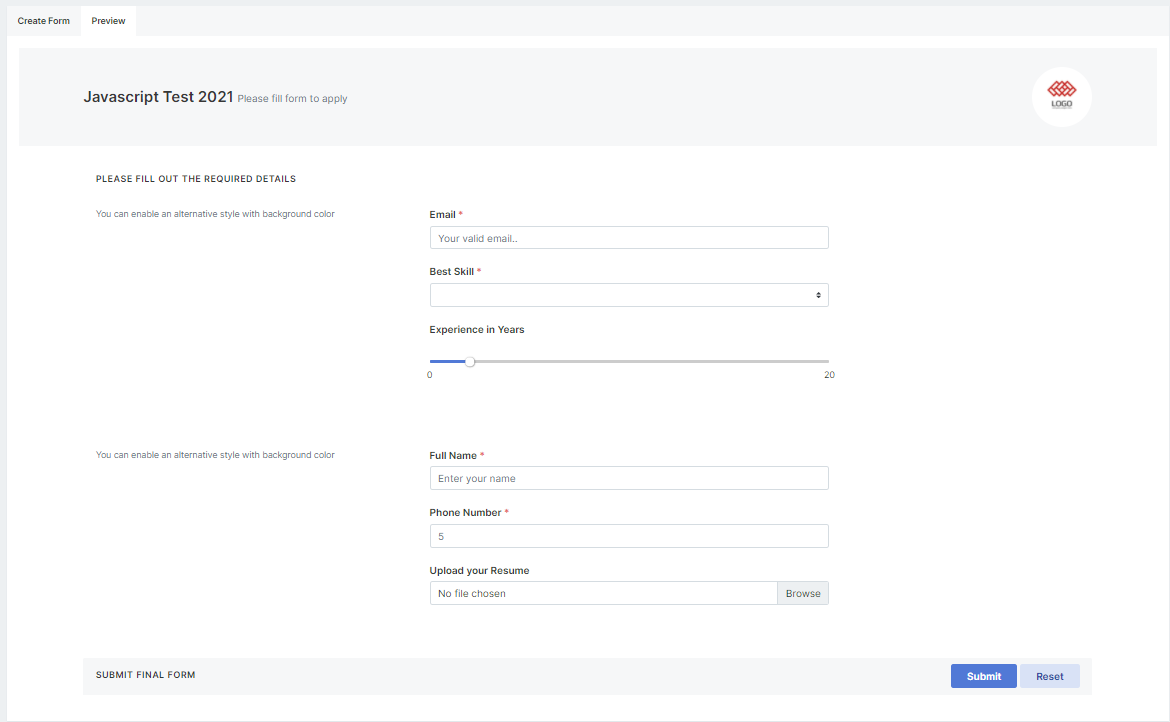 Create Form Preview
Javascript Test 2021 Please fill form to apply
LOGO
PLEASE FILL OUT THE REQUIRED DETAILS
You can enable an alternative style with background color
Email *
Your valid email..
Best Skill *
Experience in Years
0 20
You can enable an alternative style with background color
Full Name *
Enter your name
Phone Number *
5
Upload your Resume
No file chosen Browse
SUBMIT FINAL FORM Submit Reset